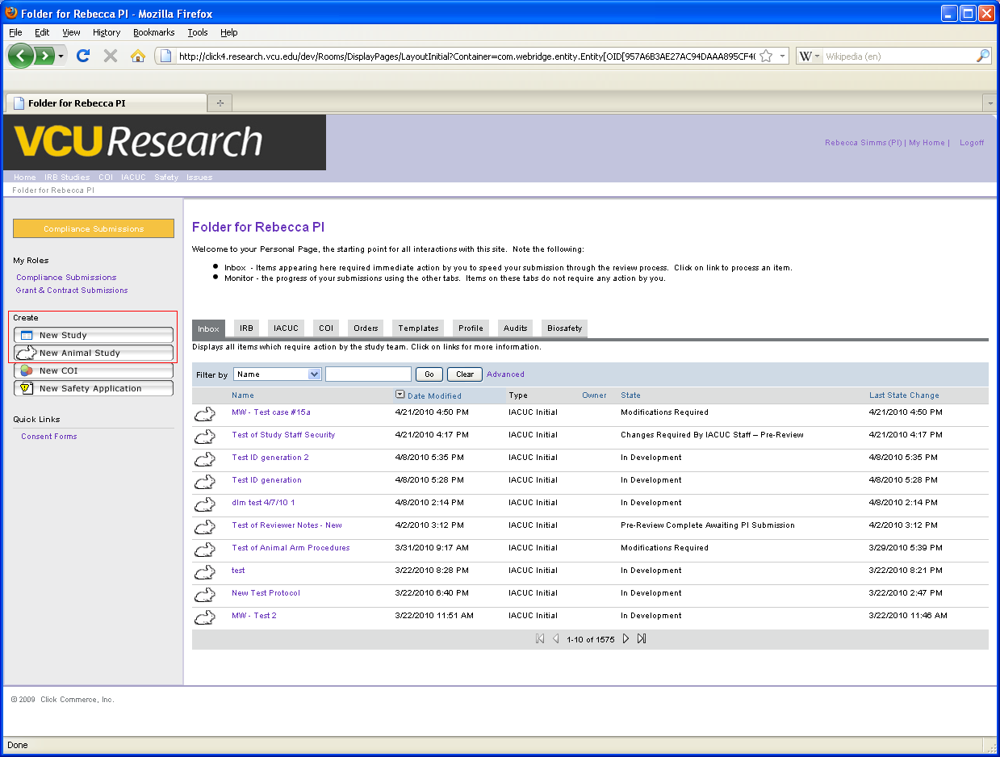 Folder for Rebecca PI - Mozilla Firefox
File Edit View History Bookmarks Tools Help
http://click4.research.vcu.edu/dev/Rooms/DisplayPages/LayoutInitial?Container=com.webridge.entity.Entity[OID[957A6B3AE27AC94DAAA895CF4(
W Wikipedia (en)
Folder for Rebecca PI
VCU Research
Rebecca Simms (PI) | My Home | Logoff
Home IRB Studies COI IACUC Safety Issues
Folder for Rebecca PI
Compliance Submissions
My Roles
Compliance Submissions
Grant & Contract Submissions
Create
New Study
New Animal Study
New COI
New Safety Application
Quick Links
Consent Forms
Folder for Rebecca PI
Welcome to your Personal Page, the starting point for all interactions with this site. Note the following:
Inbox - Items appearing here required immediate action by you to speed your submission through the review process. Click on link to process an item.
Monitor - the progress of your submissions using the other tabs. Items on these tabs do not require any action by you.
Inbox IRB IACUC COI Orders Templates Profile Audits Biosafety
Displays all items which require action by the study team. Click on links for more information.
Filter by Name Go Clear Advanced
Name Date Modified Type Owner State Last State Change
MW - Test case #15a 4/21/2010 4:50 PM IACUC Initial Modifications Required 4/21/2010 4:50 PM
Test of Study Staff Security 4/21/2010 4:17 PM IACUC Initial Changes Required By IACUC Staff – Pre-Review 4/21/2010 4:17 PM
Test ID generation 2 4/8/2010 5:35 PM IACUC Initial In Development 4/8/2010 5:35 PM
Test ID generation 4/8/2010 5:28 PM IACUC Initial In Development 4/8/2010 5:28 PM
dlm test 4/7/10 1 4/8/2010 2:14 PM IACUC Initial In Development 4/8/2010 2:14 PM
Test of Reviewer Notes - New 4/2/2010 3:12 PM IACUC Initial Pre-Review Complete Awaiting PI Submission 4/2/2010 3:12 PM
Test of Animal Arm Procedures 3/31/2010 9:17 AM IACUC Initial Modifications Required 3/29/2010 5:39 PM
test 3/22/2010 8:28 PM IACUC Initial In Development 3/22/2010 8:21 PM
New Test Protocol 3/22/2010 6:40 PM IACUC Initial In Development 3/22/2010 2:47 PM
MW - Test 2 3/22/2010 11:51 AM IACUC Initial In Development 3/22/2010 11:46 AM
1-10 of 1575
© 2009 Click Commerce, Inc.
Done